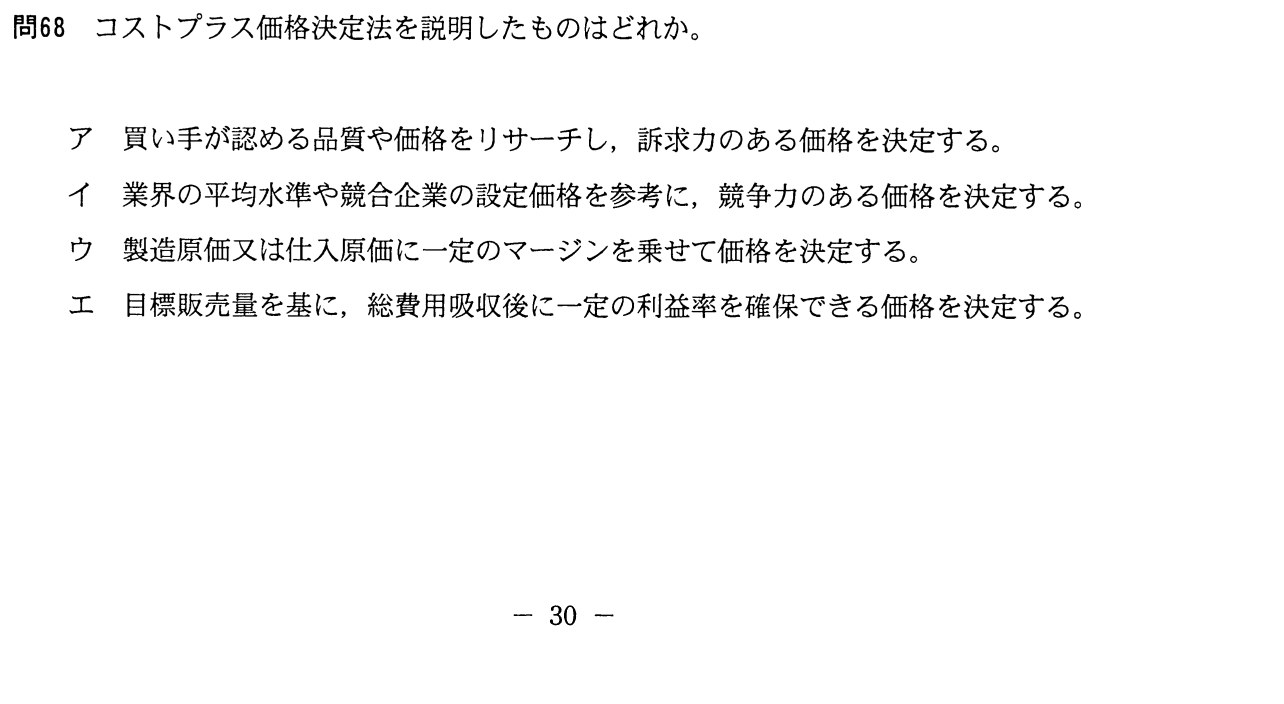 問68 コストプラス価格決定法を説明したものはどれか。
ア 買い手が認める品質や価格をリサーチし，訴求力のある価格を決定する。
イ 業界の平均水準や競合企業の設定価格を参考に，競争力のある価格を決定する。
ウ 製造原価又は仕入原価に一定のマージンを乗せて価格を決定する。
エ 目標販売量を基に，総費用吸収後に一定の利益率を確保できる価格を決定する。
－ 30 －